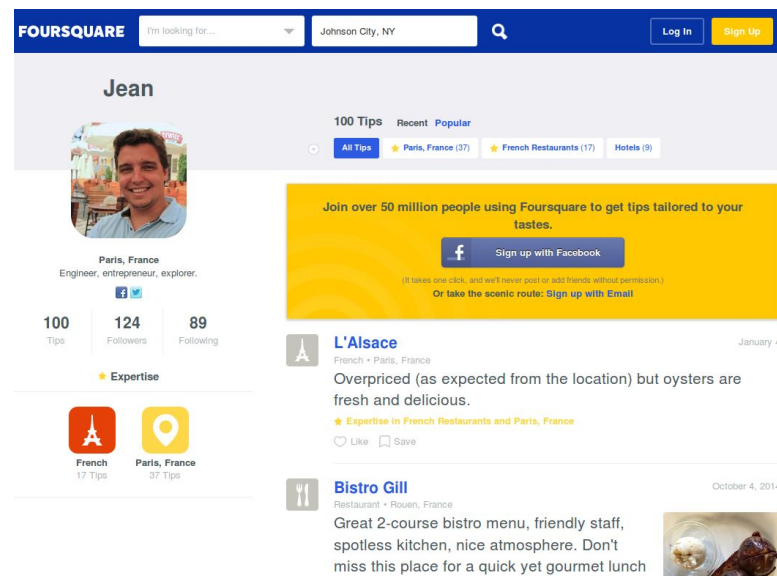 FOURSQUARE
I'm looking for...
Johnson City, NY
Log In
Sign Up
Jean
100 Tips Recent Popular
All Tips
Paris, France (37)
French Restaurants (17)
Hotels (9)
Paris, France
Engineer, entrepreneur, explorer.
100 124 89
Tips Followers Following
Expertise
French
17 Tips
Paris, France
37 Tips
Join over 50 million people using Foursquare to get tips tailored to your
tastes.
Sign up with Facebook
(It takes one click, and we'll never post or add friends without permission.)
Or take the scenic route: Sign up with Email
L'Alsace
January 4
French • Paris, France
Overpriced (as expected from the location) but oysters are
fresh and delicious.
Expertise in French Restaurants and Paris, France
Like Save
Bistro Gill
October 4, 2014
Restaurant • Rouen, France
Great 2-course bistro menu, friendly staff,
spotless kitchen, nice atmosphere. Don't
miss this place for a quick yet gourmet lunch